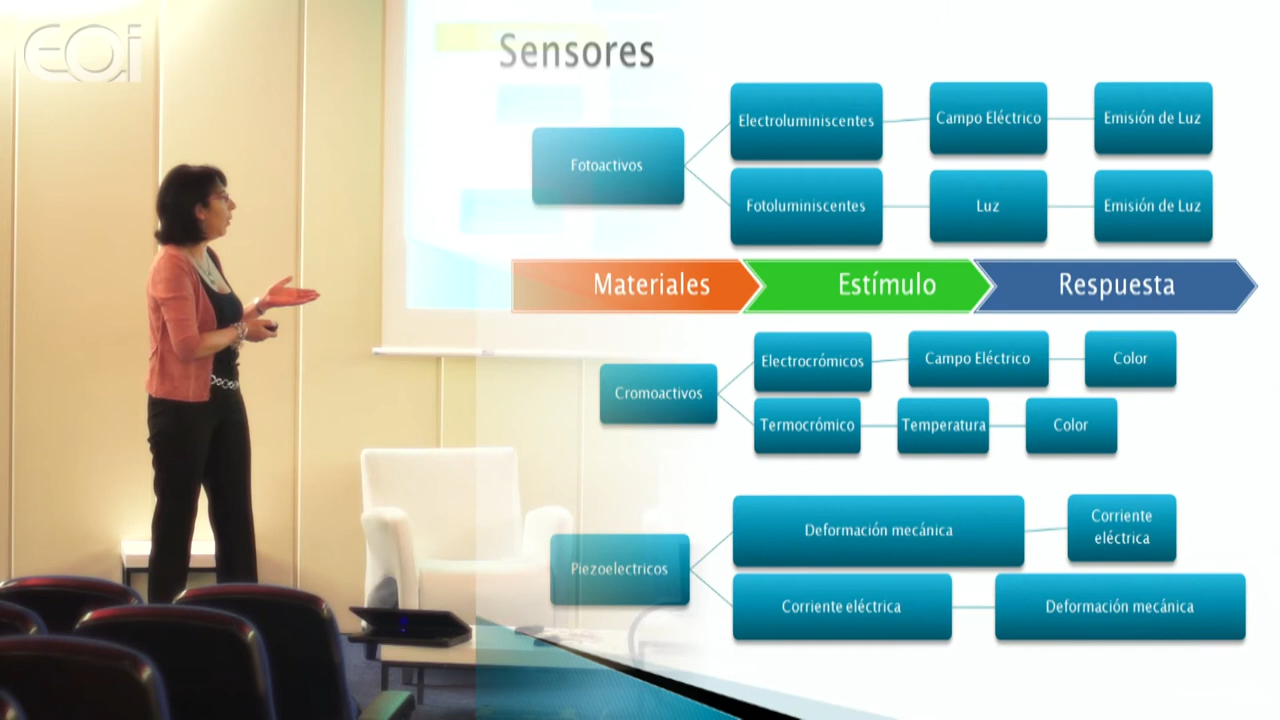 eoi
Sensores
Fotoactivos
Electroluminiscentes
Campo Eléctrico
Emisión de Luz
Fotoluminiscentes
Luz
Emisión de Luz
Materiales
Estímulo
Respuesta
Cromoactivos
Electrocrómicos
Campo Eléctrico
Color
Termocrómico
Temperatura
Color
Piezoelectricos
Deformación mecánica
Corriente
eléctrica
Corriente eléctrica
Deformación mecánica